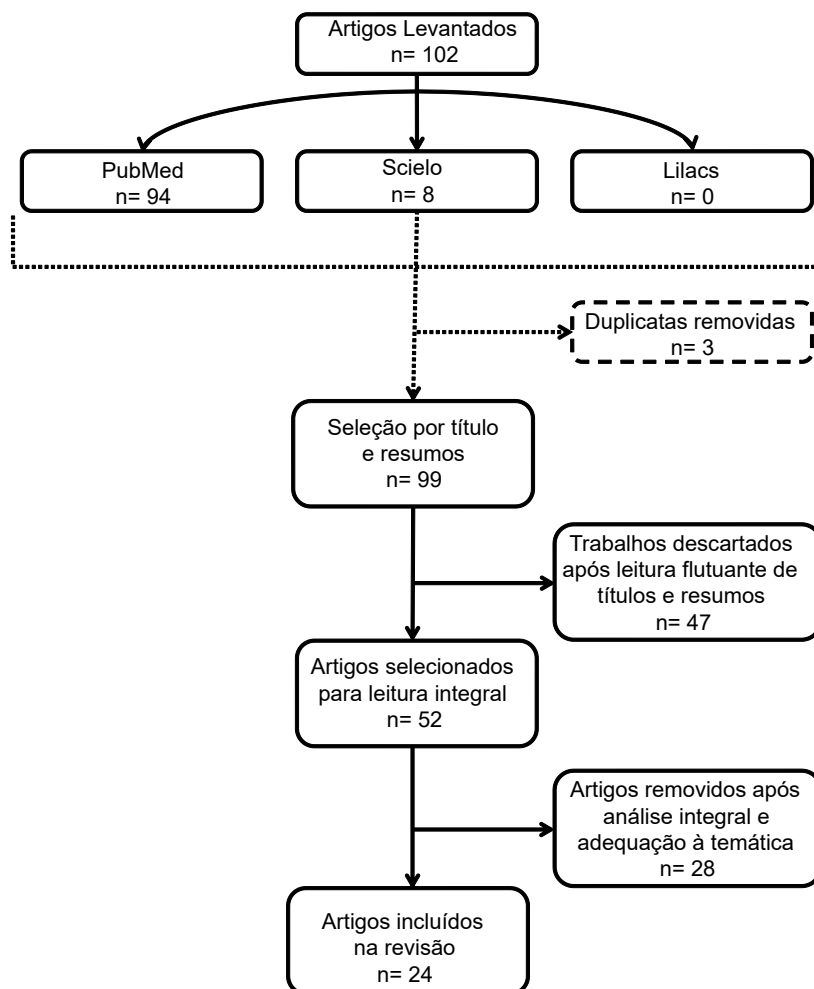 Artigos Levantados
n= 102
PubMed
n= 94
Scielo
n= 8
Lilacs
n= 0
Duplicatas removidas
n= 3
Seleção por título
e resumos
n= 99
Trabalhos descartados
após leitura flutuante de
títulos e resumos
n= 47
Artigos selecionados
para leitura integral
n= 52
Artigos removidos após
análise integral e
adequação à temática
n= 28
Artigos incluídos
na revisão
n= 24